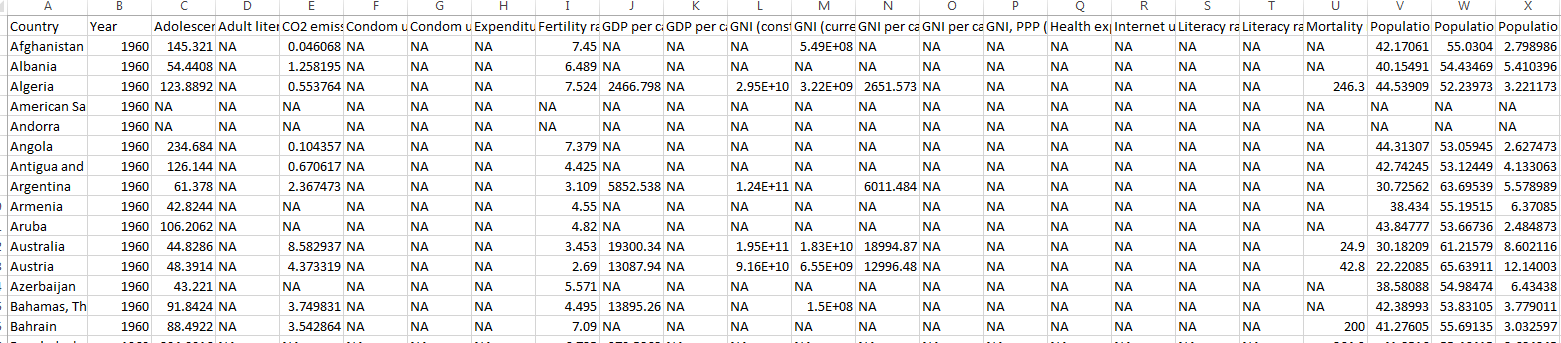 A B C D E F G H I J K L M N O P Q R S T U V W X
Country Year Adolescen Adult liter CO2 emiss Condom u Condom u Expenditu Fertility ra GDP per ca GDP per ca GNI (const GNI (curre GNI per ca GNI per ca GNI, PPP ( Health exp Internet u Literacy ra Literacy ra Mortality Populatio Populatio Populatio
Afghanistan 1960 145.321 NA 0.046068 NA NA NA 7.45 NA NA NA 5.49E+08 NA NA NA NA NA NA NA NA 42.17061 55.0304 2.798986
Albania 1960 54.4408 NA 1.258195 NA NA NA 6.489 NA NA NA NA NA NA NA NA NA NA NA NA 40.15491 54.43469 5.410396
Algeria 1960 123.8892 NA 0.553764 NA NA NA 7.524 2466.798 NA 2.95E+10 3.22E+09 2651.573 NA NA NA NA NA NA 246.3 44.53909 52.23973 3.221173
American Sa 1960 NA NA NA NA NA NA NA NA NA NA NA NA NA NA NA NA NA NA NA NA NA NA
Andorra 1960 NA NA NA NA NA NA NA NA NA NA NA NA NA NA NA NA NA NA NA NA NA NA
Angola 1960 234.684 NA 0.104357 NA NA NA 7.379 NA NA NA NA NA NA NA NA NA NA NA NA 44.31307 53.05945 2.627473
Antigua and 1960 126.144 NA 0.670617 NA NA NA 4.425 NA NA NA NA NA NA NA NA NA NA NA NA 42.74245 53.12449 4.133063
Argentina 1960 61.378 NA 2.367473 NA NA NA 3.109 5852.538 NA 1.24E+11 NA 6011.484 NA NA NA NA NA NA NA 30.72562 63.69539 5.578989
Armenia 1960 42.8244 NA NA NA NA NA 4.55 NA NA NA NA NA NA NA NA NA NA NA NA 38.434 55.19515 6.37085
Aruba 1960 106.2062 NA NA NA NA NA 4.82 NA NA NA NA NA NA NA NA NA NA NA NA 43.84777 53.66736 2.484873
Australia 1960 44.8286 NA 8.582937 NA NA NA 3.453 19300.34 NA 1.95E+11 1.83E+10 18994.87 NA NA NA NA NA NA 24.9 30.18209 61.21579 8.602116
Austria 1960 48.3914 NA 4.373319 NA NA NA 2.69 13087.94 NA 9.16E+10 6.55E+09 12996.48 NA NA NA NA NA NA 42.8 22.22085 65.63911 12.14003
Azerbaijan 1960 43.221 NA NA NA NA NA 5.571 NA NA NA NA NA NA NA NA NA NA NA NA 38.58088 54.98474 6.43438
Bahamas, Th 1960 91.8424 NA 3.749831 NA NA NA 4.495 13895.26 NA NA 1.5E+08 NA NA NA NA NA NA NA NA 42.38993 53.83105 3.779011
Bahrain 1960 88.4922 NA 3.542864 NA NA NA 7.09 NA NA NA NA NA NA NA NA NA NA NA 200 41.27605 55.69135 3.032597